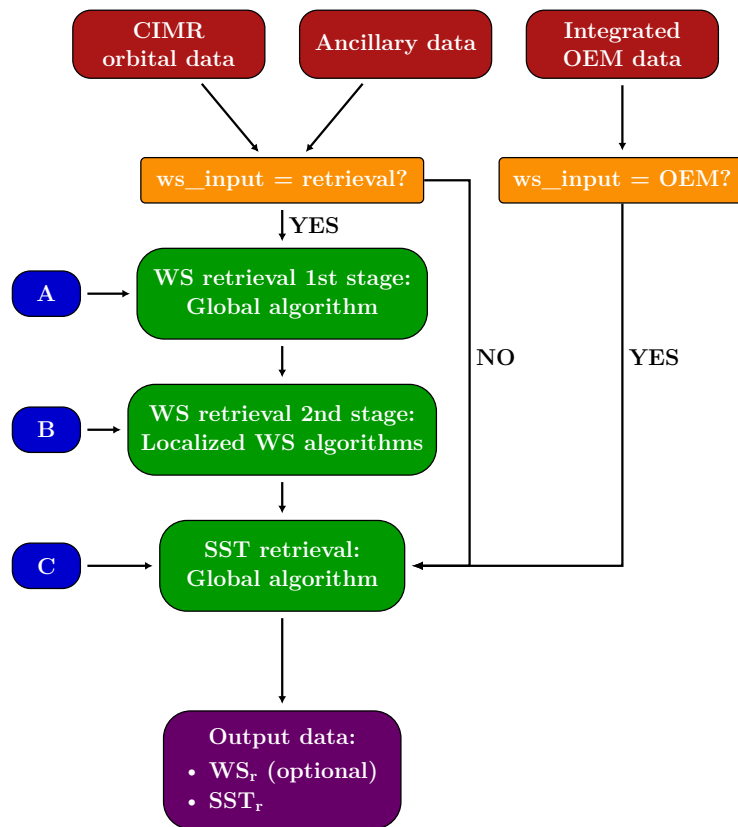 CIMR
orbital data
Ancillary data
Integrated
OEM data
ws_input = retrieval?
ws_input = OEM?
YES
WS retrieval 1st stage:
Global algorithm
A
NO
YES
WS retrieval 2nd stage:
Localized WS algorithms
B
SST retrieval:
Global algorithm
C
Output data:
• WSᵣ (optional)
• SSTᵣ